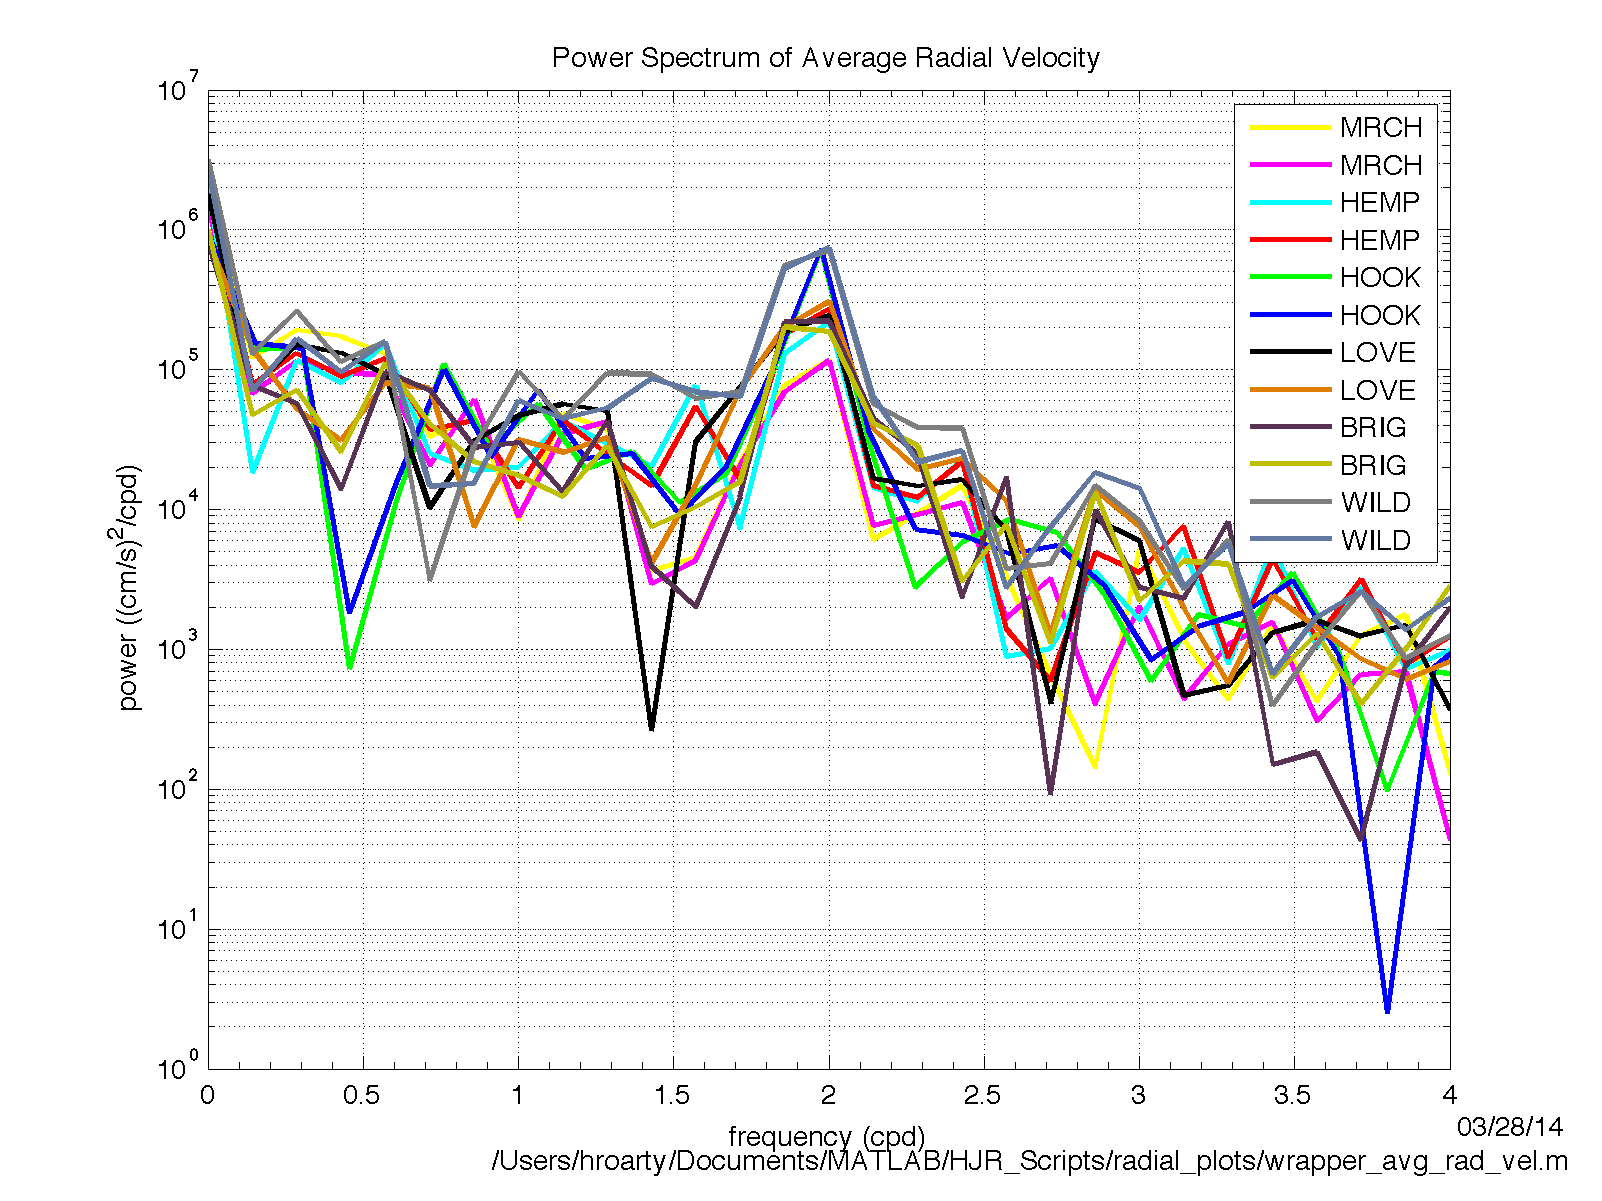 Power Spectrum of Average Radial Velocity
10^7
10^6
10^5
10^4
10^3
10^2
10^1
10^0
power ((cm/s)^2/cpd)
MRCH
MRCH
HEMP
HEMP
HOOK
HOOK
LOVE
LOVE
BRIG
BRIG
WILD
WILD
0 0.5 1 1.5 2 2.5 3 3.5 4
frequency (cpd)
03/28/14
/Users/hroarty/Documents/MATLAB/HJR_Scripts/radial_plots/wrapper_avg_rad_vel.m